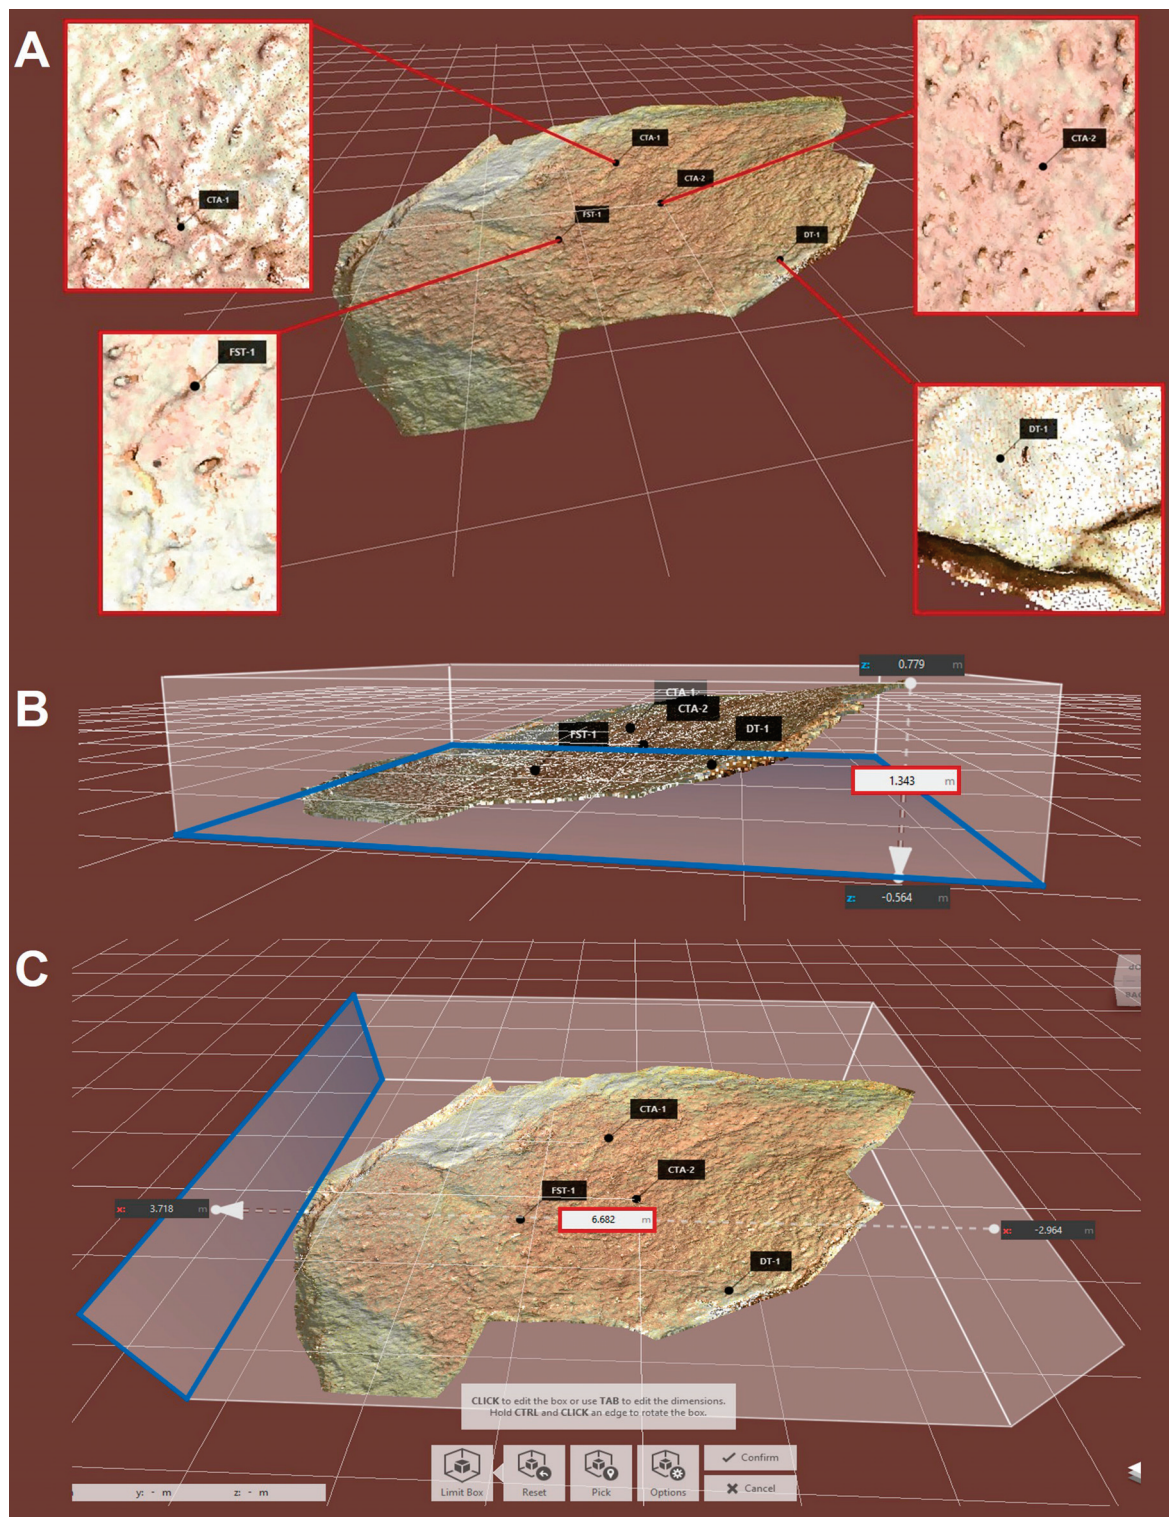 A
CTA-1
CTA-2
CTA-1
CTA-2
CTA-1
FST-1
DT-1
FST-1
DT-1
B
z: 0.779 m
CTA-1
CTA-2
FST-1
DT-1
1.343 m
z: -0.564 m
C
CTA-1
CTA-2
FST-1
x: 3.718 m
6.682 m
x: -2.964 m
DT-1
CLICK to edit the box or use TAB to edit the dimensions.
Hold CTRL and CLICK an edge to rotate the box.
Limit Box
Reset
Pick
Options
Confirm
Cancel
y: - m z: - m